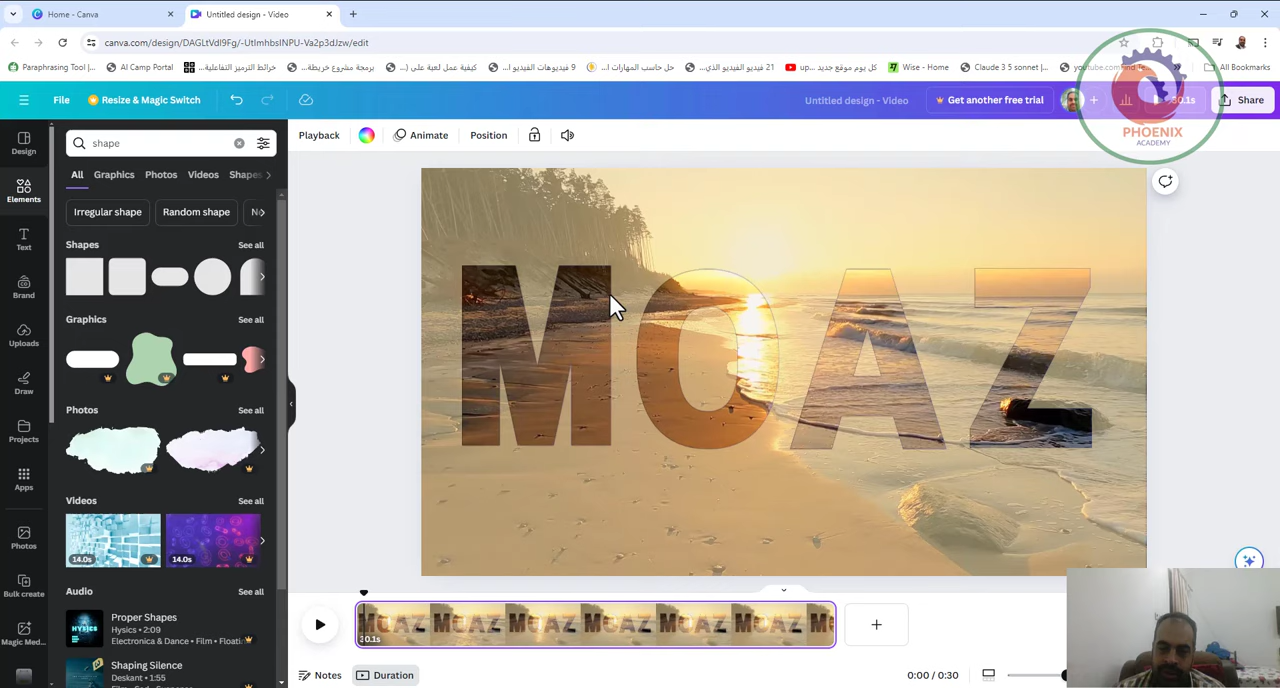 Home - Canva
Untitled design - Video
canva.com/design/DAGLtVdl9Fg/-UtlmhbsINPU-Va2p3dJzw/edit
Paraphrasing Tool |...
AI Camp Portal
كيفية عمل لعبة على (...
9 فيديوهات الفيديو ا...
حل حاسب المهارات ا...
برمجة مشروع خريطة...
خرائط الترميز التفاعلية...
21 فيديو الفيديو الذي...
كل يوم موقع جديد ...up
Wise - Home
Claude 3 5 sonnet |...
All Bookmarks
File
Resize & Magic Switch
Untitled design - Video
Get another free trial
30.1s
Share
PHOENIX
ACADEMY
Design
Elements
Text
Brand
Uploads
Draw
Projects
Apps
Photos
Bulk create
Magic Med...
shape
All
Graphics
Photos
Videos
Shapes
Irregular shape
Random shape
Shapes
See all
Graphics
See all
Photos
See all
Videos
See all
14.0s
14.0s
Audio
See all
Proper Shapes
Hysics • 2:09
Electronica & Dance • Film • Floati
Shaping Silence
Deskant • 1:55
Playback
Animate
Position
MOAZ
30.1s
Notes
Duration
0:00 / 0:30